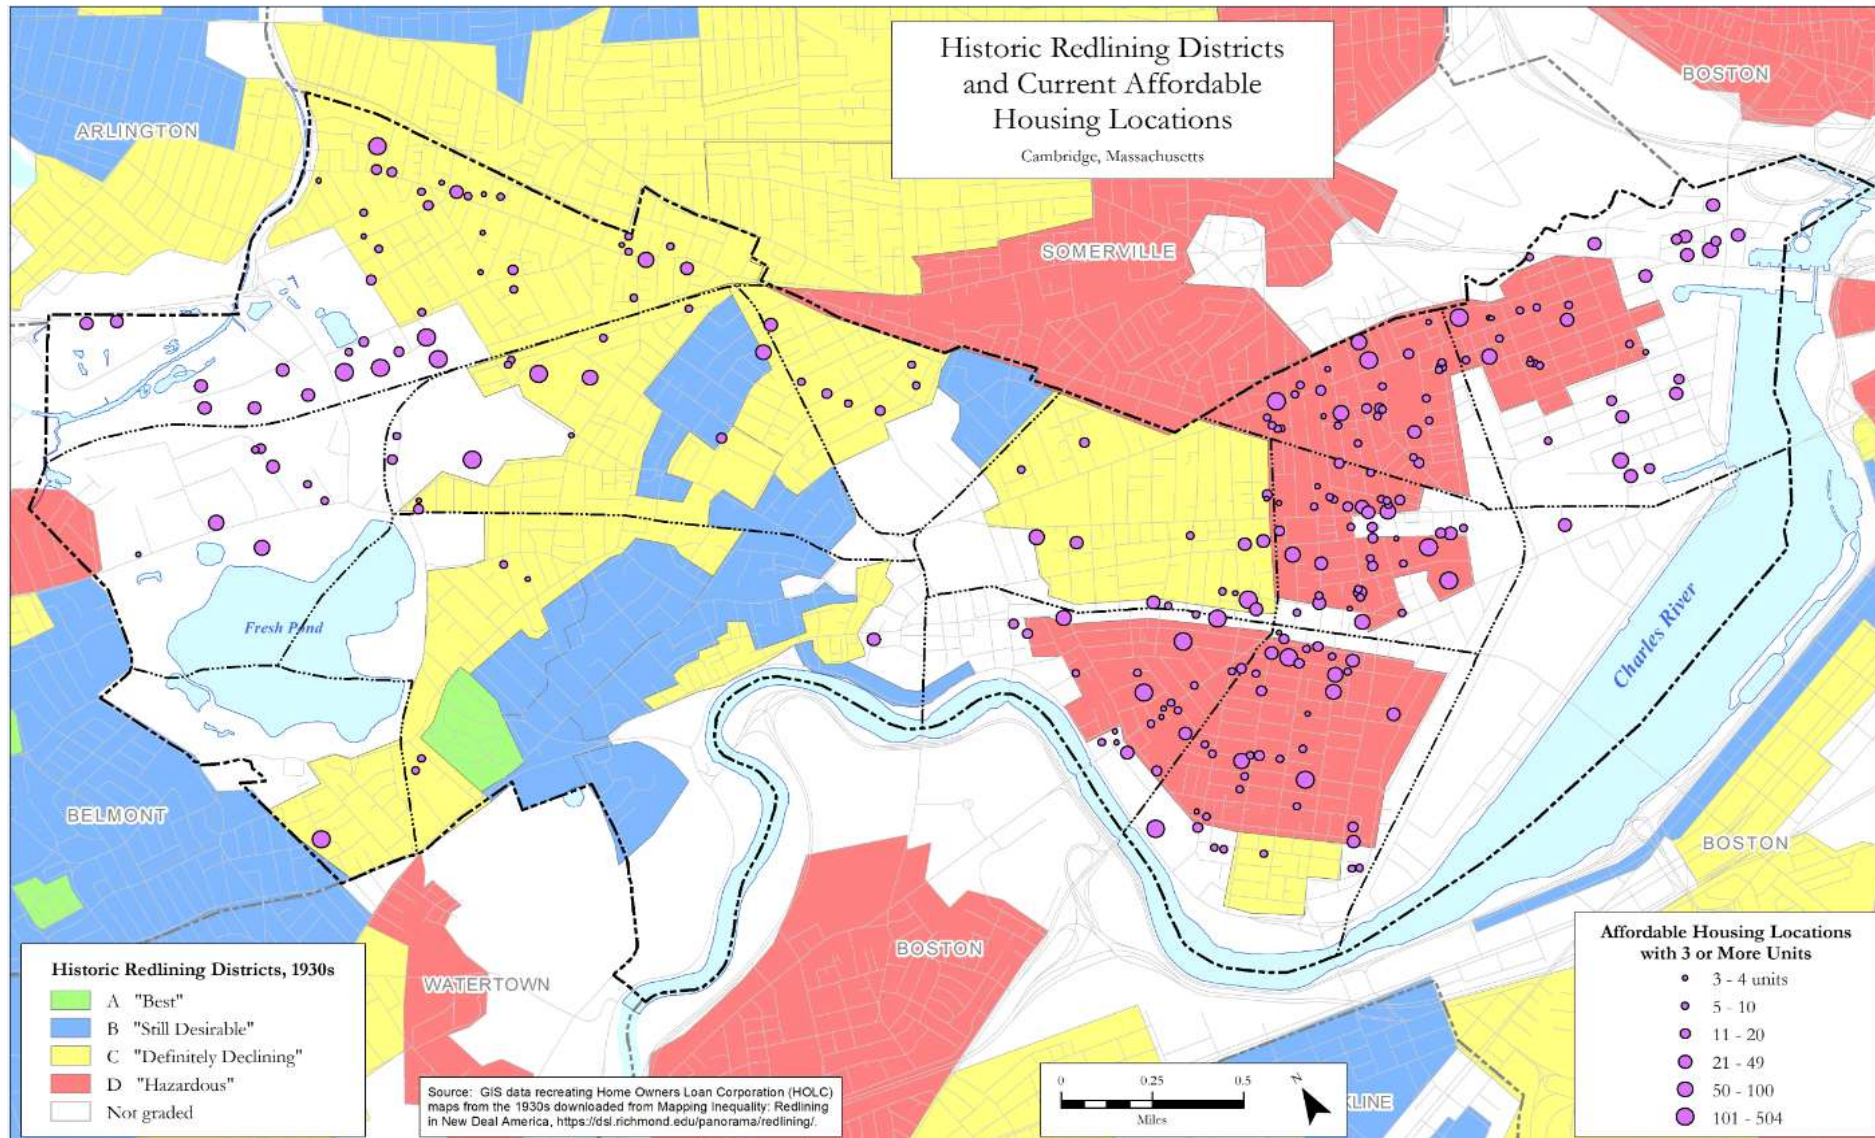 Historic Redlining Districts
and Current Affordable
Housing Locations
Cambridge, Massachusetts
BOSTON
ARLINGTON
SOMERVILLE
Fresh Pond
Charles River
BELMONT
BOSTON
BOSTON
WATERTOWN
KLINE
Historic Redlining Districts, 1930s
A "Best"
B "Still Desirable"
C "Definitely Declining"
D "Hazardous"
Not graded
Source: GIS data recreating Home Owners Loan Corporation (HOLC)
maps from the 1930s downloaded from Mapping Inequality: Redlining
in New Deal America, https://dsl.richmond.edu/panorama/redlining/.
0 0.25 0.5
Miles
N
Affordable Housing Locations
with 3 or More Units
3 - 4 units
5 - 10
11 - 20
21 - 49
50 - 100
101 - 504